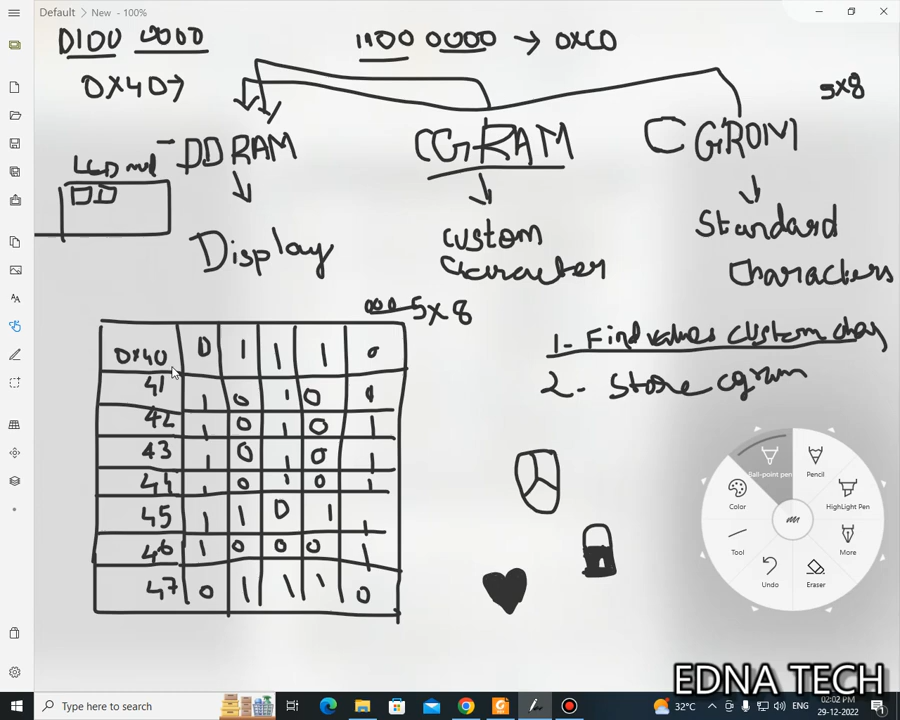 Default > New - 100%
0100 0000
1100 0000 → 0XC0
0X40→
5X8
DDRAM
CGRAM
CGROM
Display
custom
character
Standard
Characters
5X8
1- Find values custom char
2- Store cgram
0X40 0 1 1 1 0
41 1 0 1 0 1
42 1 0 1 0 1
43 1 0 1 0 1
44 1 0 1 0 1
45 1 1 0 1 1
46 1 0 0 0 1
47 0 1 1 1 0
Ball-point pen
Pencil
Color
HighLight Pen
Tool
More
Undo
Eraser
EDNA TECH
Type here to search
32°C
02:02 PM
29-12-2022